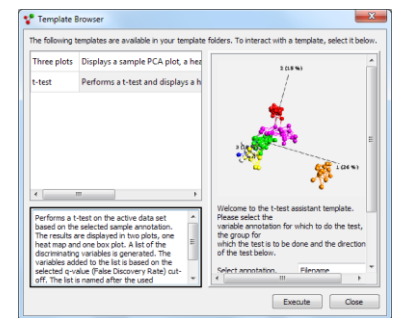 Template Browser
The following templates are available in your template folders. To interact with a template, select it below.
Three plots Displays a sample PCA plot, a hea
t-test Performs a t-test and displays a h
2 (18 %)
1 (36 %)
Performs a t-test on the active data set
based on the selected sample annotation.
The results are displayed in two plots, one
heat map and one box plot. A list of the
discriminating variables is generated. The
variables added to the list is based on the
selected q-value (False Discovery Rate) cut-
off. The list is named after the used
Welcome to the t-test
assistant template.
Please select the
variable annotation for which to do the test,
the group for
which the test is to be done and the direction
of the test below.
Select annotation. Filename
Execute Close